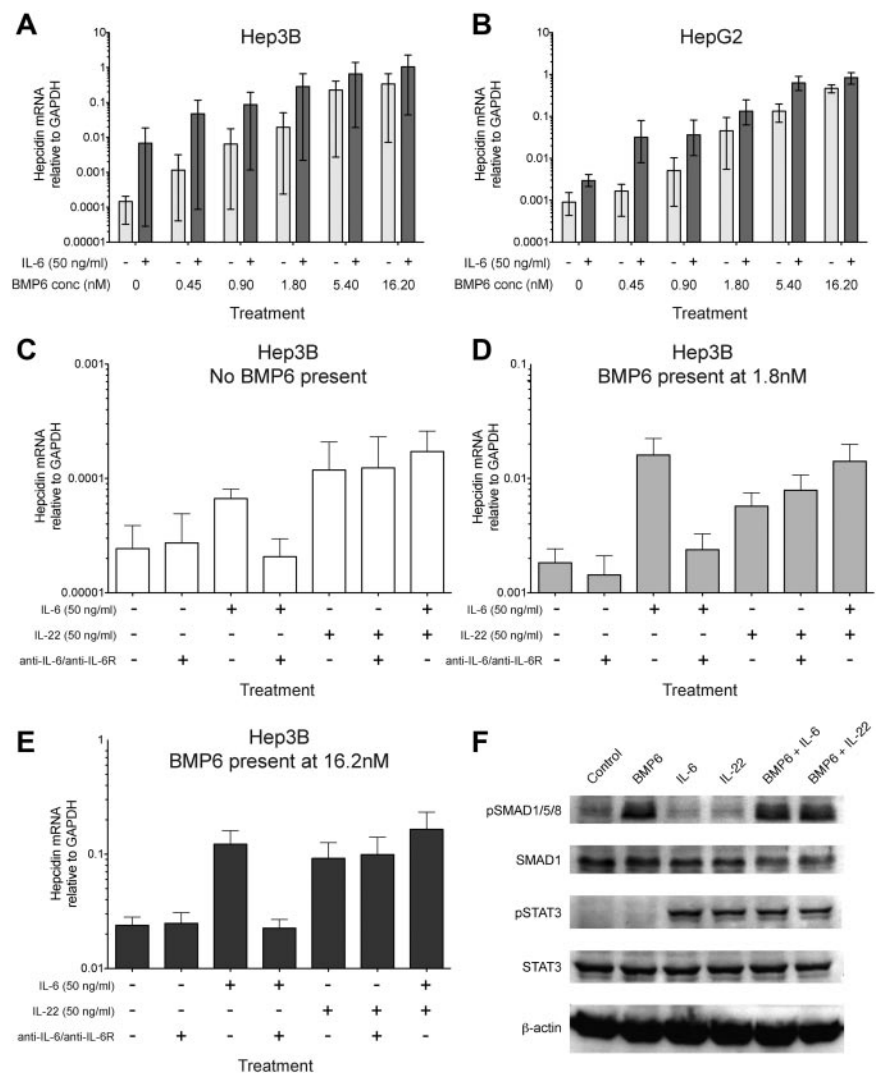 A
Hep3B
Hepcidin mRNA
relative to GAPDH
10
1
0.1
0.01
0.001
0.0001
0.00001
- + - + - + - + - + - +
IL-6 (50 ng/ml)
BMP6 conc (nM) 0 0.45 0.90 1.80 5.40 16.20
Treatment
B
HepG2
Hepcidin mRNA
relative to GAPDH
10
1
0.1
0.01
0.001
0.0001
0.00001
IL-6 (50 ng/ml) - + - + - + - + - + - +
BMP6 conc (nM) 0 0.45 0.90 1.80 5.40 16.20
Treatment
C
Hep3B
No BMP6 present
Hepcidin mRNA
relative to GAPDH
0.001
0.0001
0.00001
IL-6 (50 ng/ml) - - + + - - +
IL-22 (50 ng/ml) - - - - + + +
anti-IL-6/anti-IL-6R - + - + - + -
Treatment
D
Hep3B
BMP6 present at 1.8nM
Hepcidin mRNA
relative to GAPDH
0.1
0.01
0.001
IL-6 (50 ng/ml) - - + + - - +
IL-22 (50 ng/ml) - - - - + + +
anti-IL-6/anti-IL-6R - + - + - + -
Treatment
E
Hep3B
BMP6 present at 16.2nM
Hepcidin mRNA
relative to GAPDH
1
0.1
0.01
IL-6 (50 ng/ml) - - + + - - +
IL-22 (50 ng/ml) - - - - + + +
anti-IL-6/anti-IL-6R - + - + - + -
Treatment
F
Control BMP6 IL-6 IL-22 BMP6 + IL-6 BMP6 + IL-22
pSMAD1/5/8
SMAD1
pSTAT3
STAT3
β-actin